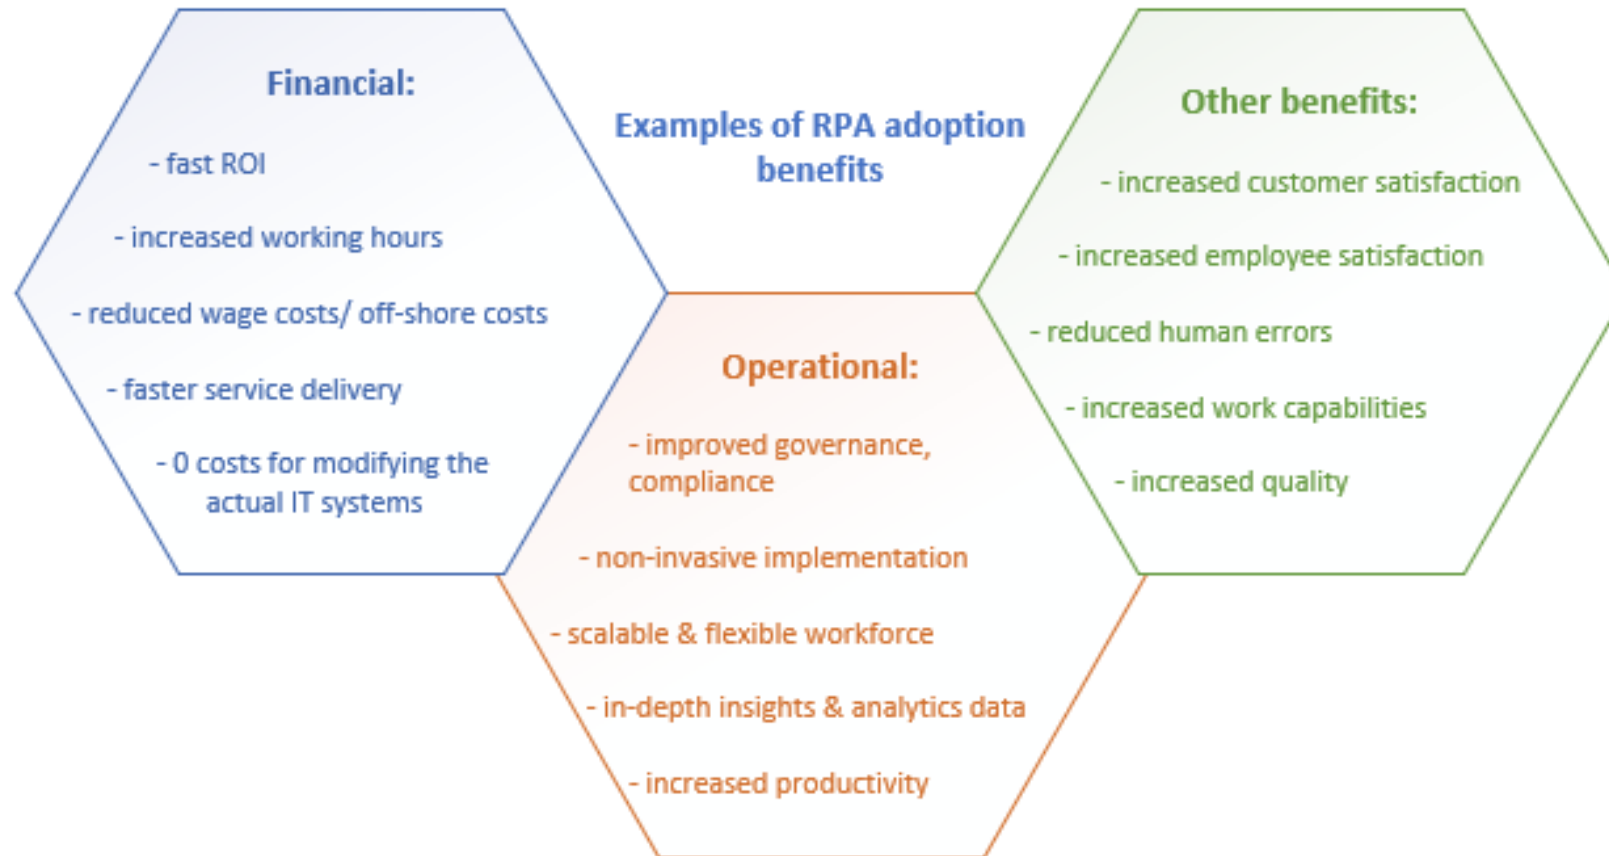 Financial:
- fast ROI
- increased working hours
- reduced wage costs/ off-shore costs
- faster service delivery
- 0 costs for modifying the
actual IT systems
Examples of RPA adoption
benefits
Operational:
- improved governance,
compliance
- non-invasive implementation
- scalable & flexible workforce
- in-depth insights & analytics data
- increased productivity
Other benefits:
- increased customer satisfaction
- increased employee satisfaction
- reduced human errors
- increased work capabilities
- increased quality